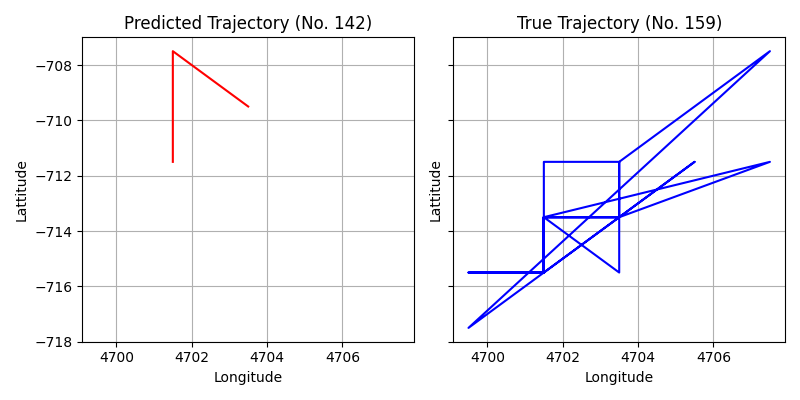 Predicted Trajectory (No. 142)
True Trajectory (No. 159)
Lattitude
−708
−710
−712
−714
−716
−718
4700
4702
4704
4706
Longitude
Lattitude
4700
4702
4704
4706
Longitude